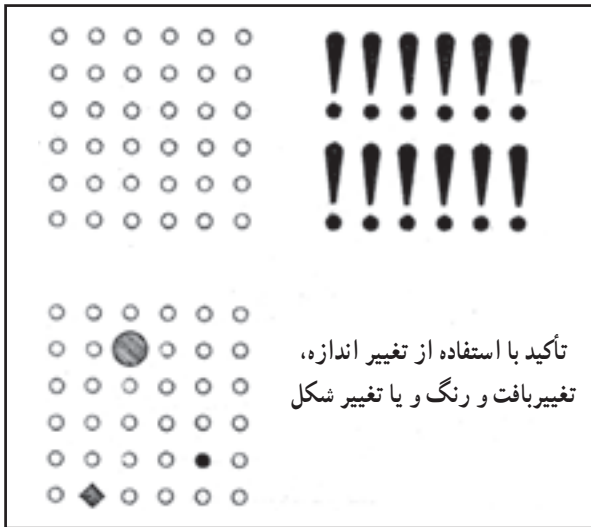 !!!!!!
!!!!!!
تأکید با استفاده از تغییر اندازه،
تغییربافت و رنگ و یا تغییر شکل